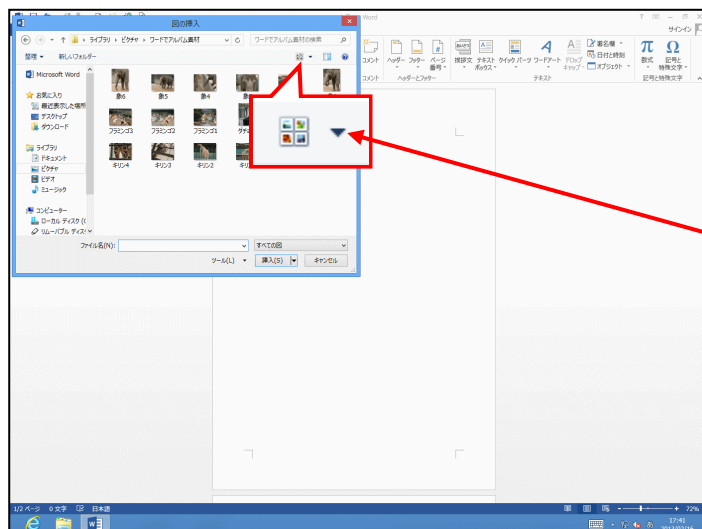 図の挿入
Word
サインイン
ライブラリ ピクチャ ワードでアルバム素材
ワードでアルバム素材の検索
整理 新しいフォルダー
Microsoft Word
お気に入り
最近表示した場所
デスクトップ
ダウンロード
ライブラリ
ドキュメント
ピクチャ
ビデオ
ミュージック
コンピューター
ローカル ディスク (C
リムーバブル ディス
象6 象5 象4
フラミンゴ3 フラミンゴ2 フラミンゴ1
キリン4 キリン3 キリン2
ファイル名(N):
すべての図
ツール(L) 挿入(S) キャンセル
コメント ヘッダー フッター ページ番号 挨拶文 テキストボックス クイック パーツ ワードアート ドロップキャップ
署名欄
日付と時刻
オブジェクト
数式 記号と特殊文字
コメント ヘッダーとフッター テキスト 記号と特殊文字
1/2 ページ 0 文字 日本語
72%
17:41